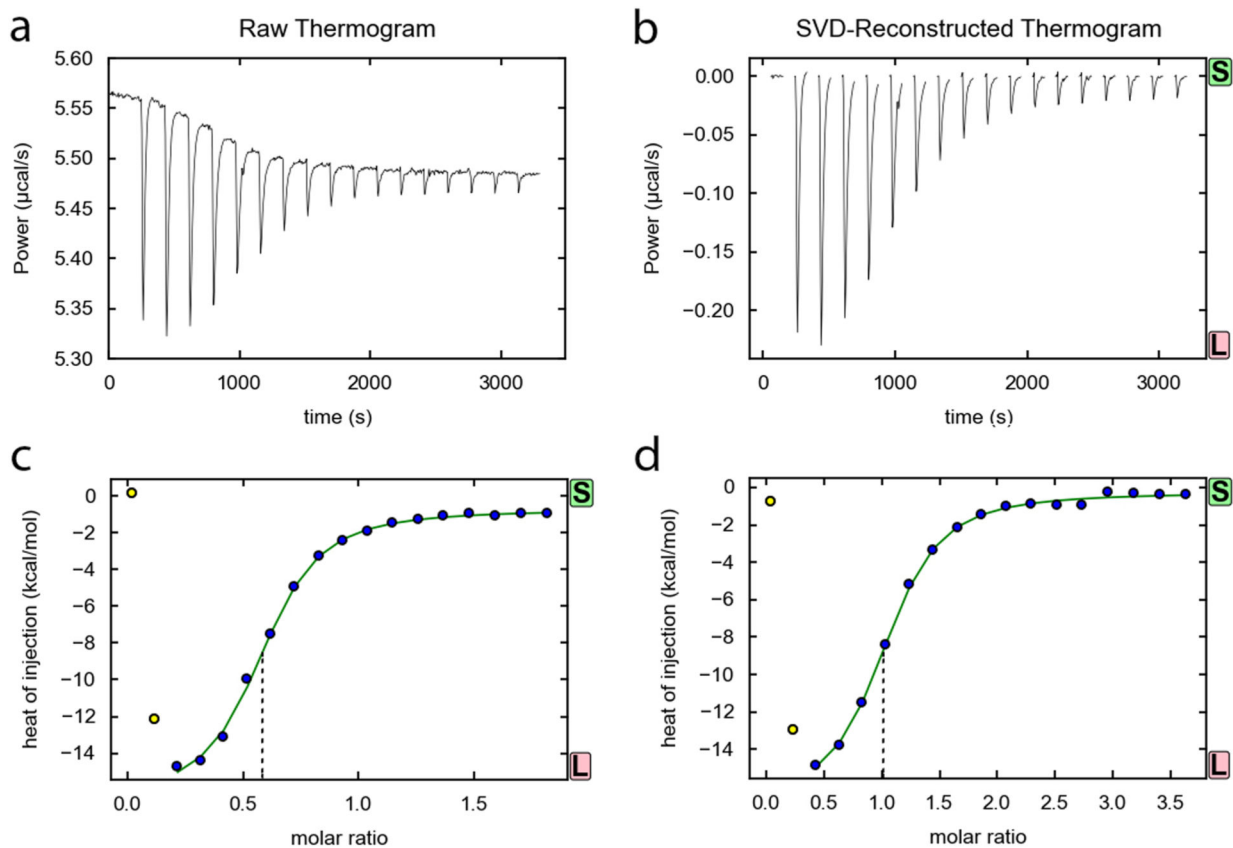 a
Raw Thermogram
5.60
5.55
5.50
5.45
5.40
5.35
5.30
Power (μcal/s)
0 1000 2000 3000
time (s)
b
SVD-Reconstructed Thermogram
0.00
−0.05
−0.10
−0.15
−0.20
Power (μcal/s)
0 1000 2000 3000
time (s)
S
L
c
0
−2
−4
−6
−8
−10
−12
−14
heat of injection (kcal/mol)
0.0 0.5 1.0 1.5
molar ratio
S
L
d
0
−2
−4
−6
−8
−10
−12
−14
heat of injection (kcal/mol)
0.0 0.5 1.0 1.5 2.0 2.5 3.0 3.5
molar ratio
S
L